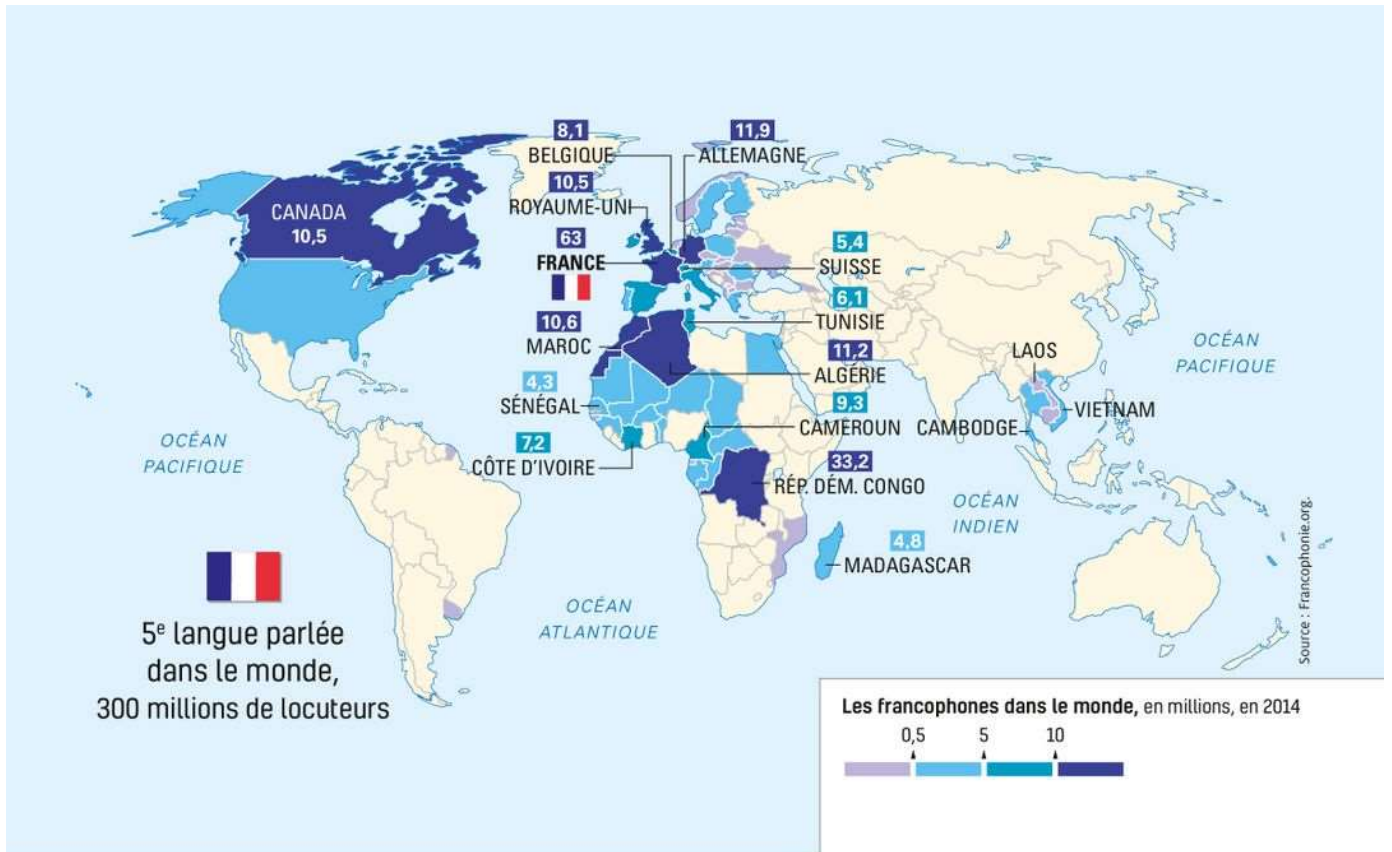 8,1
BELGIQUE
11,9
ALLEMAGNE
10,5
ROYAUME-UNI
CANADA
10,5
63
FRANCE
5,4
SUISSE
6,1
TUNISIE
10,6
MAROC
11,2
ALGÉRIE
OCÉAN
PACIFIQUE
LAOS
4,3
SÉNÉGAL
9,3
CAMEROUN
VIETNAM
CAMBODGE
OCÉAN
PACIFIQUE
7,2
CÔTE D'IVOIRE
33,2
RÉP. DÉM. CONGO
OCÉAN
INDIEN
4,8
MADAGASCAR
OCÉAN
ATLANTIQUE
5e langue parlée
dans le monde,
300 millions de locuteurs
Source : Francophonie.org.
Les francophones dans le monde, en millions, en 2014
0,5 5 10